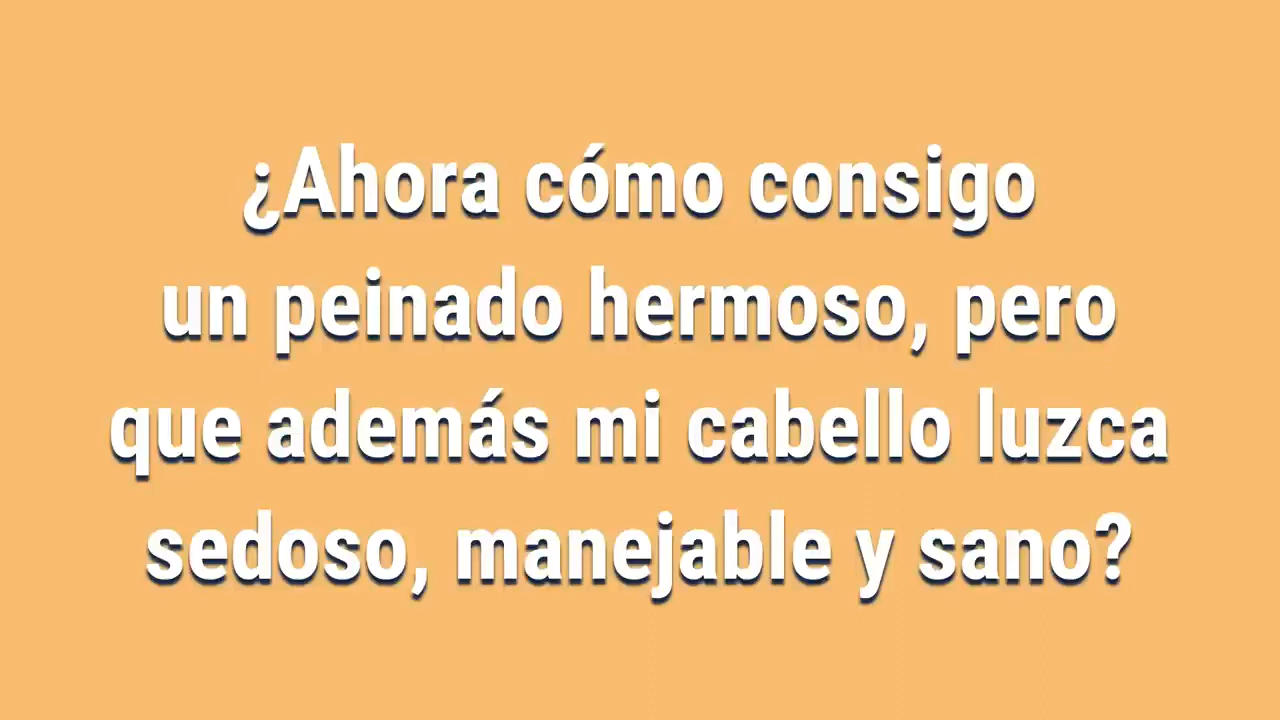 ¿Ahora cómo consigo
un peinado hermoso, pero
que además mi cabello luzca
sedoso, manejable y sano?